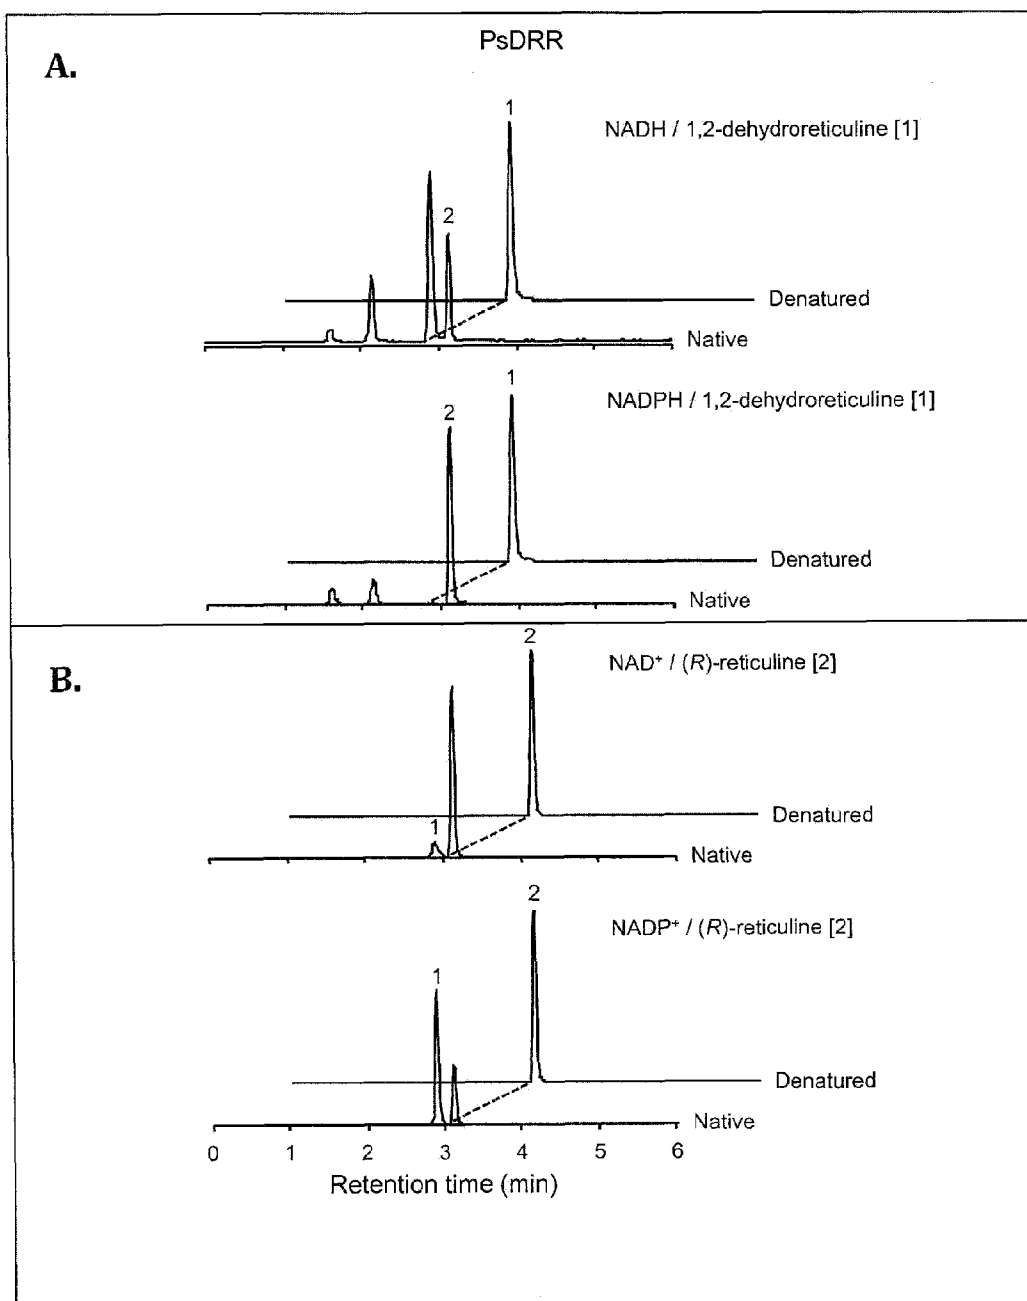 PsDRR
A.
1
NADH / 1,2-dehydroreticuline [1]
2
Denatured
Native
1
NADPH / 1,2-dehydroreticuline [1]
2
Denatured
Native
B.
2
NAD⁺ / (R)-reticuline [2]
Denatured
1
Native
2
NADP⁺ / (R)-reticuline [2]
1
Denatured
Native
0 1 2 3 4 5 6
Retention time (min)